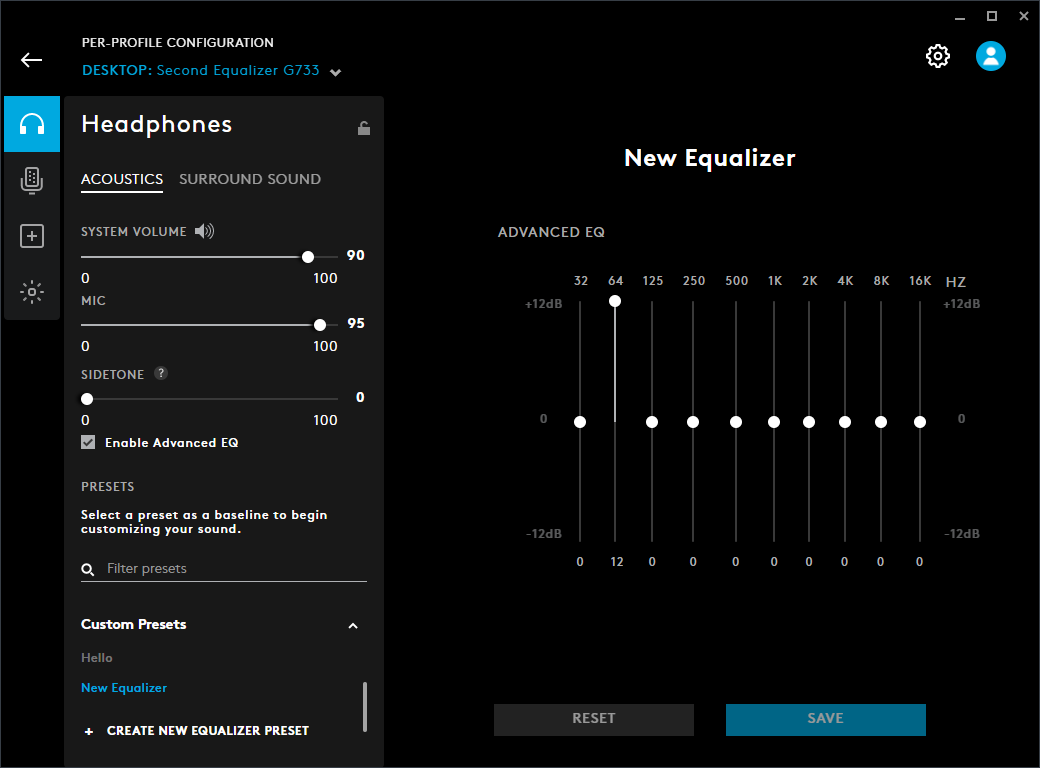 PER-PROFILE CONFIGURATION
DESKTOP: Second Equalizer G733
Headphones
ACOUSTICS SURROUND SOUND
SYSTEM VOLUME
90
0 100
MIC
95
0 100
SIDETONE ?
0
0 100
Enable Advanced EQ
PRESETS
Select a preset as a baseline to begin
customizing your sound.
Filter presets
Custom Presets
Hello
New Equalizer
+ CREATE NEW EQUALIZER PRESET
New Equalizer
ADVANCED EQ
32 64 125 250 500 1K 2K 4K 8K 16K HZ
+12dB +12dB
0 0
-12dB -12dB
0 12 0 0 0 0 0 0 0 0
RESET SAVE